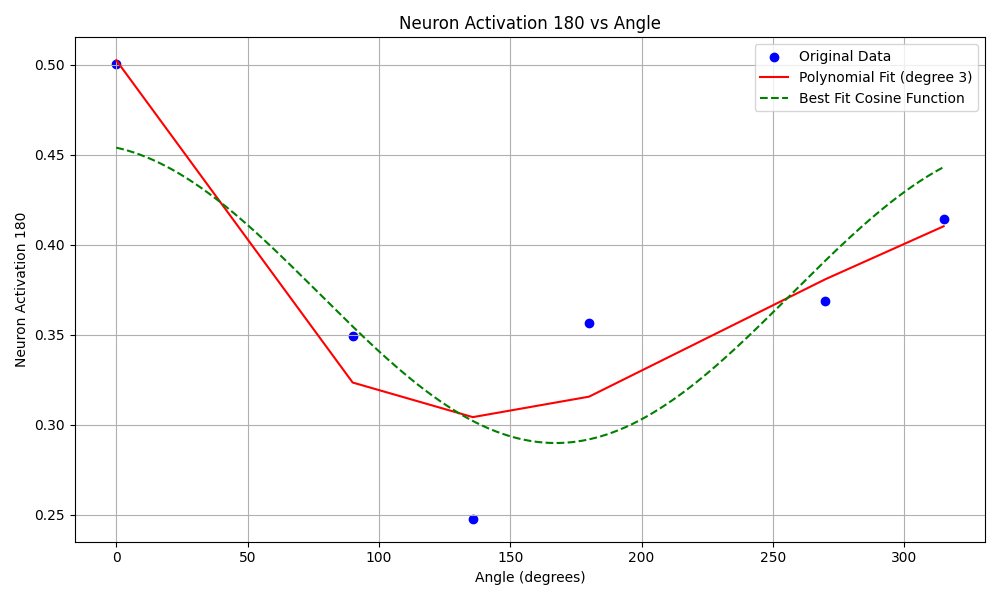 Neuron Activation 180 vs Angle
Original Data
Polynomial Fit (degree 3)
Best Fit Cosine Function
Neuron Activation 180
0.50
0.45
0.40
0.35
0.30
0.25
0 50 100 150 200 250 300
Angle (degrees)